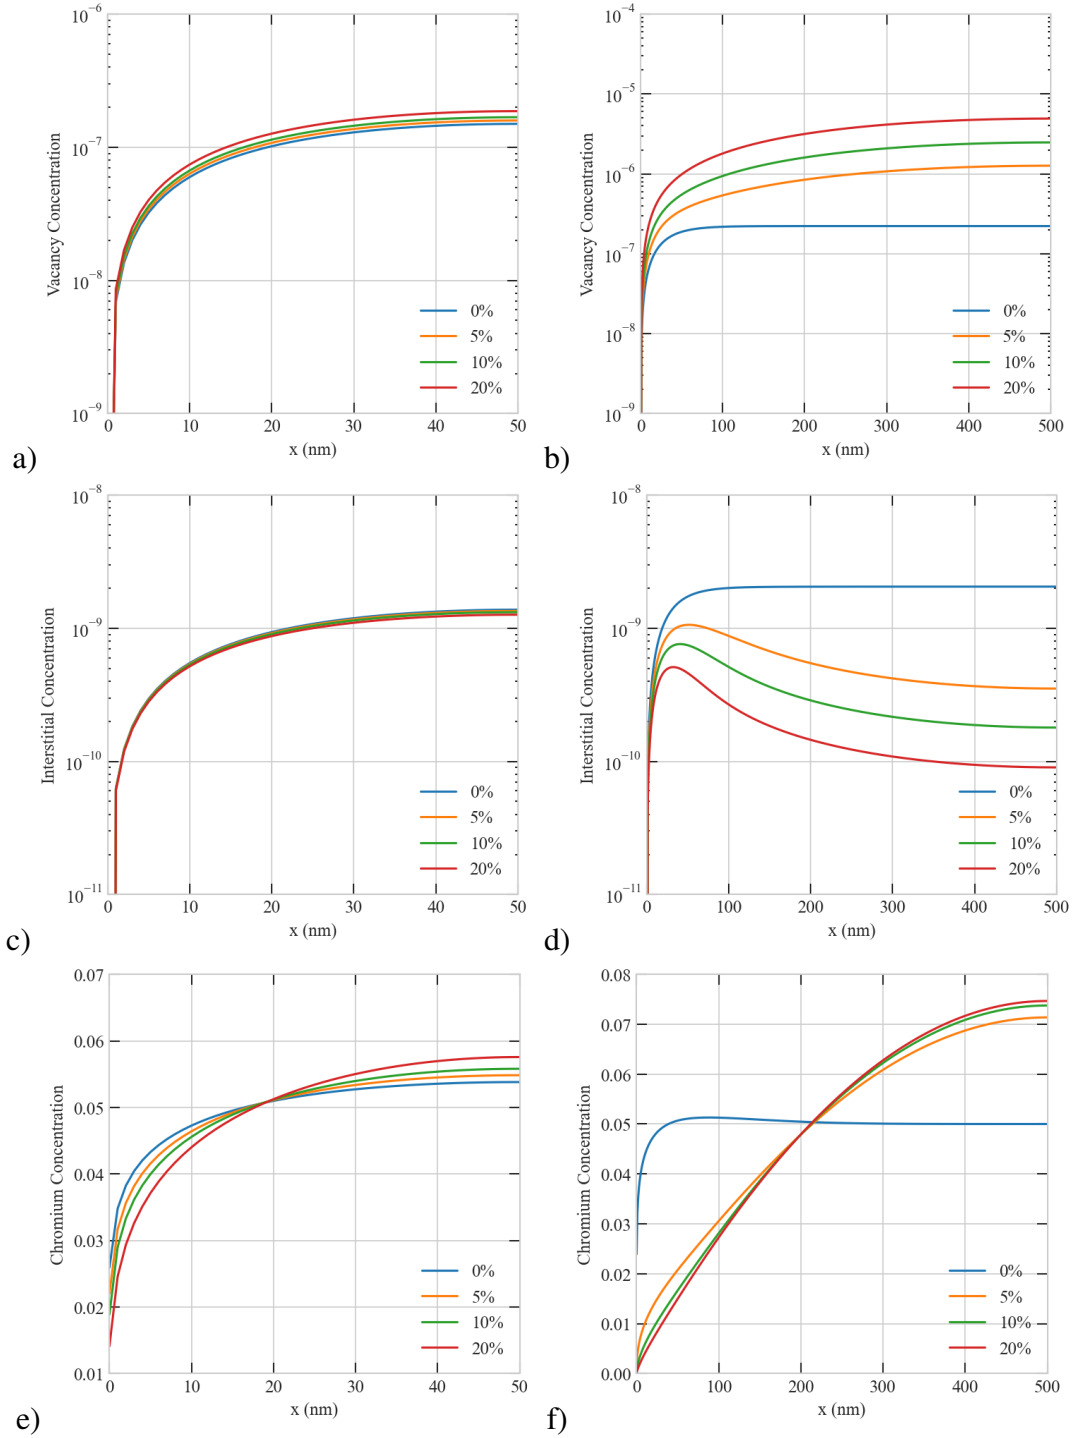 10⁻⁶
10⁻⁷
10⁻⁸
10⁻⁹
Vacancy Concentration
0%
5%
10%
20%
0 10 20 30 40 50
x (nm)
a)
10⁻⁴
10⁻⁵
10⁻⁶
10⁻⁷
10⁻⁸
10⁻⁹
Vacancy Concentration
0%
5%
10%
20%
0 100 200 300 400 500
x (nm)
b)
10⁻⁸
10⁻⁹
10⁻¹⁰
10⁻¹¹
Interstitial Concentration
0%
5%
10%
20%
0 10 20 30 40 50
x (nm)
c)
10⁻⁸
10⁻⁹
10⁻¹⁰
10⁻¹¹
Interstitial Concentration
0%
5%
10%
20%
0 100 200 300 400 500
x (nm)
d)
0.07
0.06
0.05
0.04
0.03
0.02
0.01
Chromium Concentration
0%
5%
10%
20%
0 10 20 30 40 50
x (nm)
e)
0.08
0.07
0.06
0.05
0.04
0.03
0.02
0.01
0.00
Chromium Concentration
0%
5%
10%
20%
0 100 200 300 400 500
x (nm)
f)